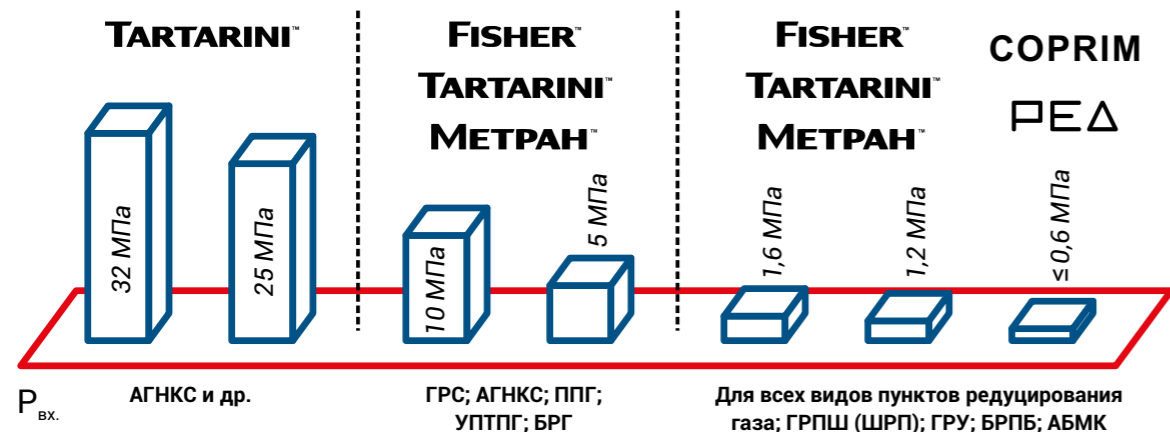 TARTARINI™
32 МПа
25 МПа
АГНКС и др.
FISHER™
TARTARINI™
МЕТРАН™
10 МПа
5 МПа
ГРС; АГНКС; ППГ;
УПТПГ; БРГ
FISHER™
TARTARINI™
МЕТРАН™
COPRIM
РЕД
1,6 МПа
1,2 МПа
≤ 0,6 МПа
Для всех видов пунктов редуцирования
газа; ГРПШ (ШРП); ГРУ; БРПБ; АБМК
Pвх.